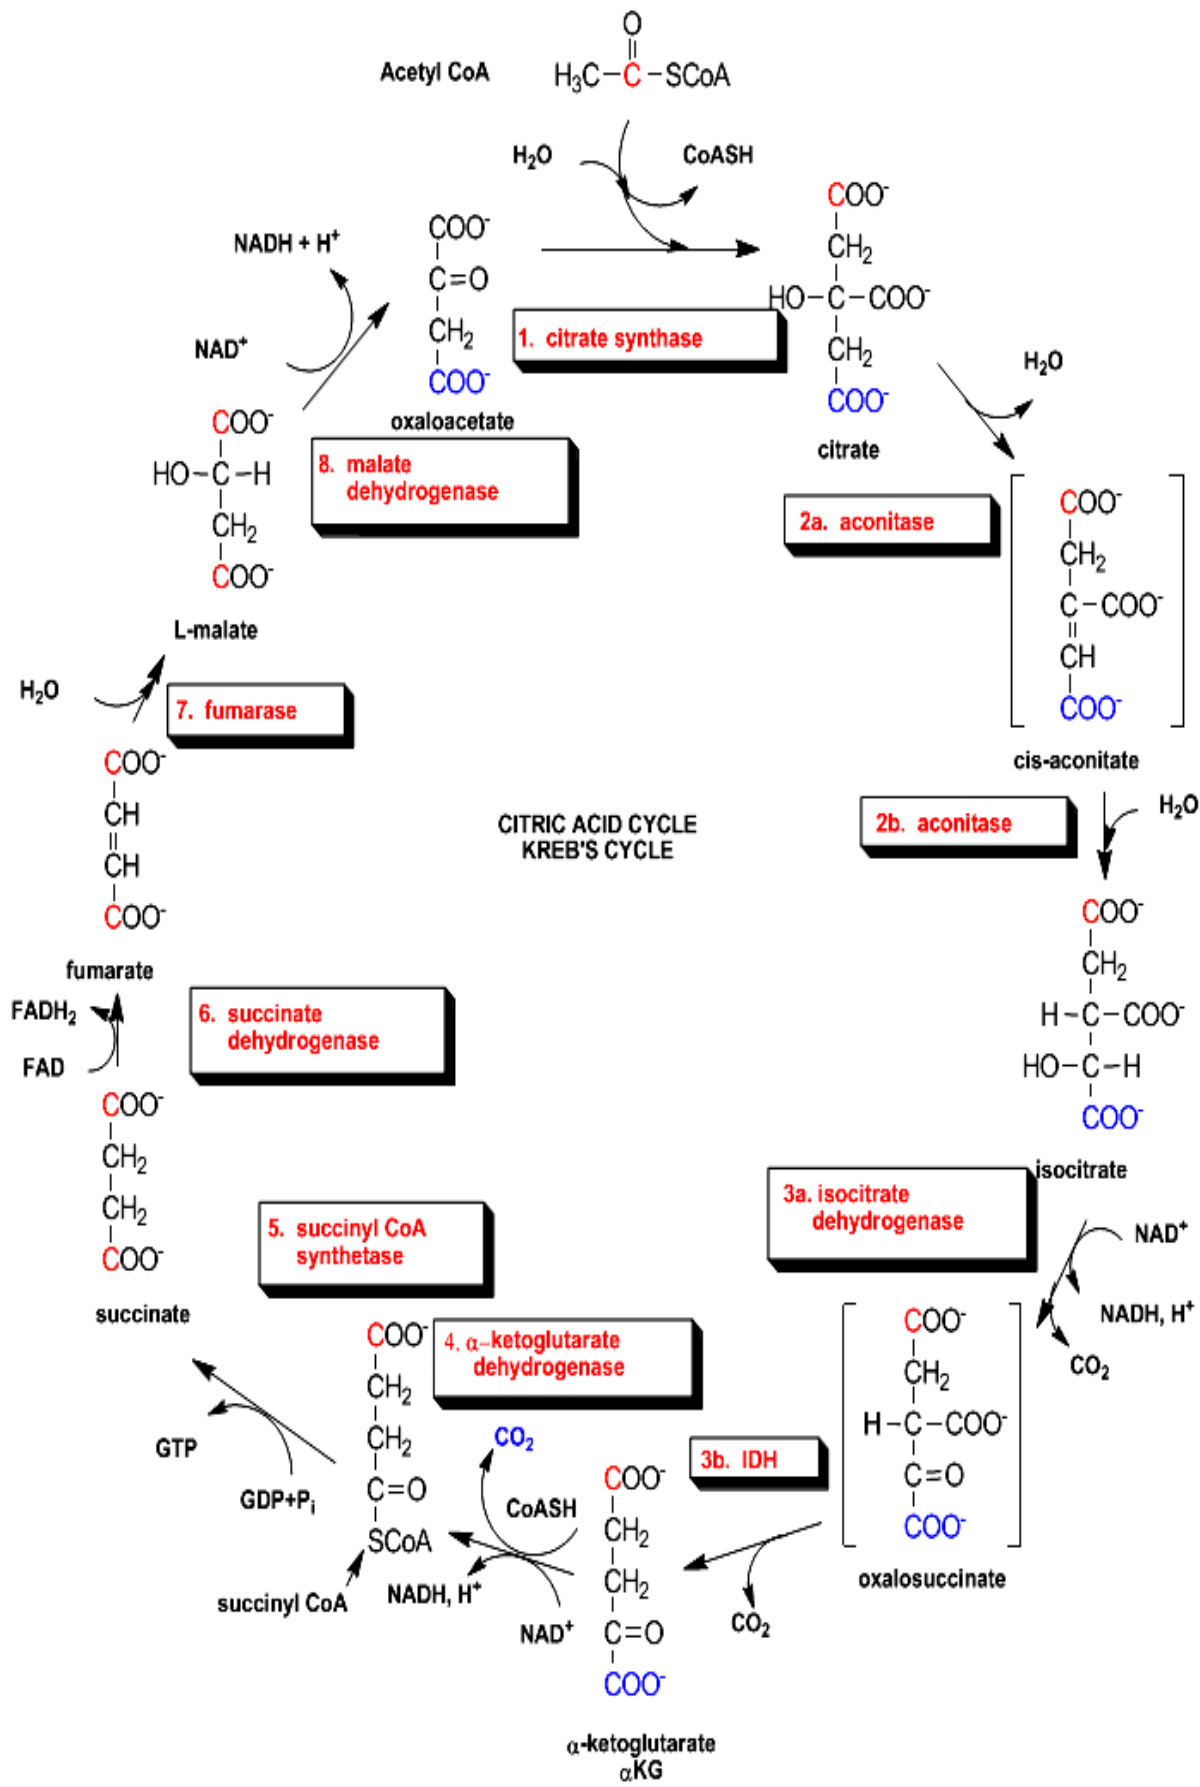 Acetyl CoA
O
H₃C–C–SCoA
H₂O
CoASH
COO⁻
C=O
CH₂
COO⁻
oxaloacetate
1. citrate synthase
COO⁻
CH₂
HO–C–COO⁻
CH₂
COO⁻
citrate
H₂O
2a. aconitase
COO⁻
CH₂
C–COO⁻
CH
COO⁻
cis-aconitate
2b. aconitase
H₂O
COO⁻
CH₂
H–C–COO⁻
HO–C–H
COO⁻
isocitrate
3a. isocitrate
dehydrogenase
NAD⁺
NADH, H⁺
CO₂
COO⁻
CH₂
H–C–COO⁻
C=O
COO⁻
oxalosuccinate
3b. IDH
CO₂
COO⁻
CH₂
CH₂
C=O
COO⁻
α-ketoglutarate
αKG
4. α–ketoglutarate
dehydrogenase
CO₂
CoASH
NADH, H⁺
NAD⁺
COO⁻
CH₂
CH₂
C=O
SCoA
succinyl CoA
5. succinyl CoA
synthetase
GTP
GDP+Pᵢ
COO⁻
CH₂
CH₂
COO⁻
succinate
6. succinate
dehydrogenase
FADH₂
FAD
COO⁻
CH
CH
COO⁻
fumarate
7. fumarase
H₂O
COO⁻
HO–C–H
CH₂
COO⁻
L-malate
8. malate
dehydrogenase
NAD⁺
NADH + H⁺
CITRIC ACID CYCLE
KREB'S CYCLE